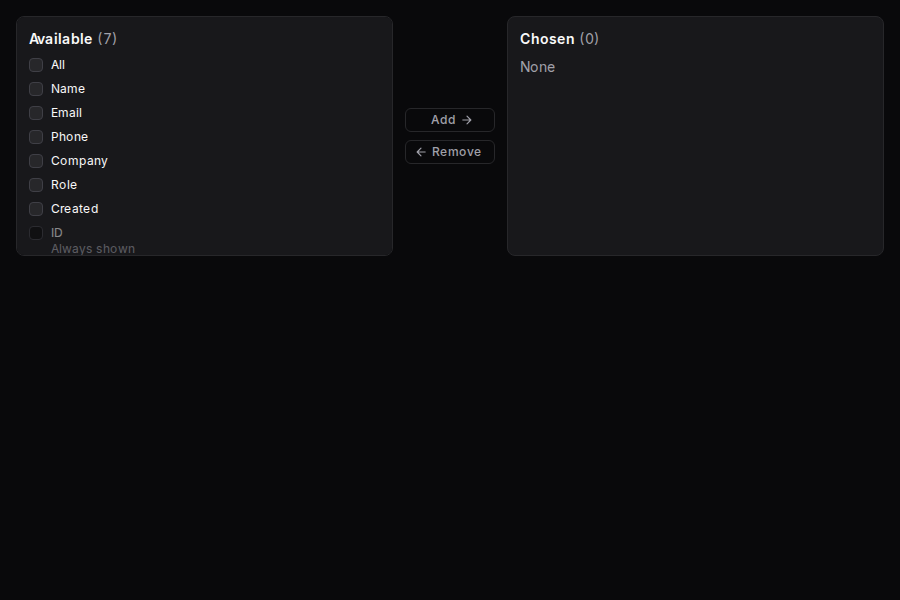 Available (7)
All
Name
Email
Phone
Company
Role
Created
ID
Always shown
Add →
← Remove
Chosen (0)
None